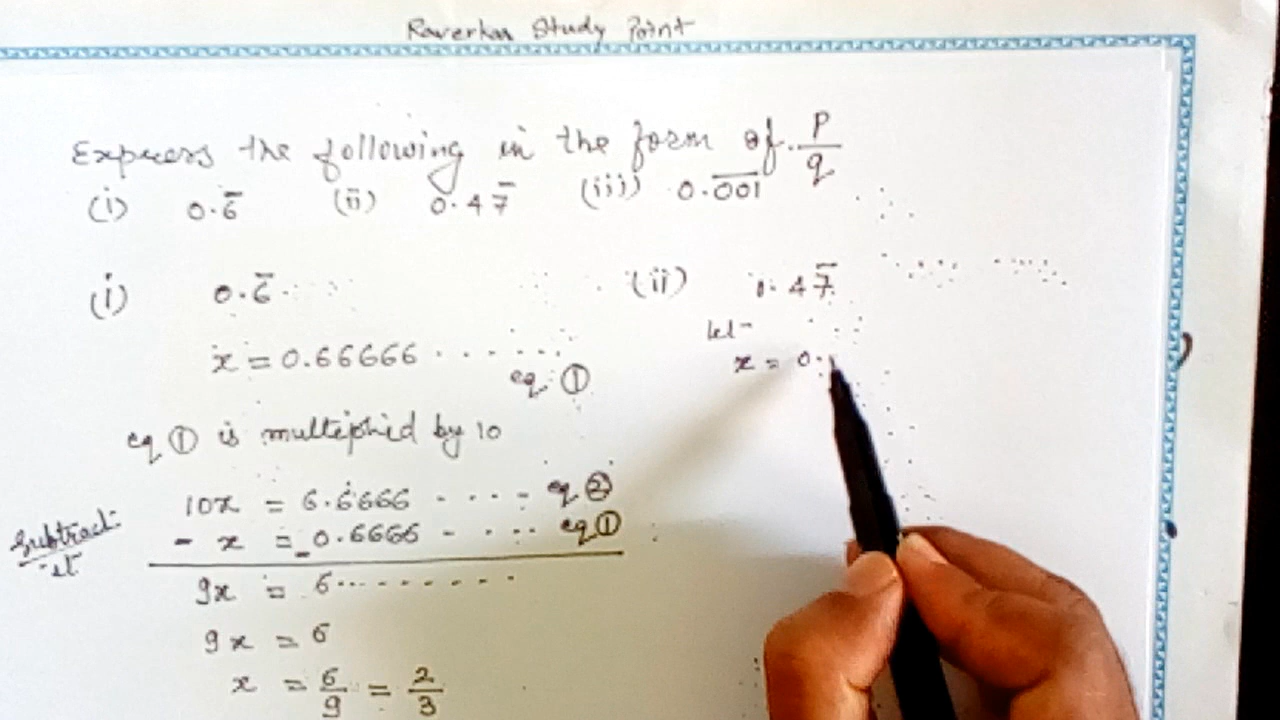 Raverkar Study Point
Express the following in the form of p/q
(i) 0.6̅ (ii) 0.47̅ (iii) 0.0̅0̅1̅
(i) 0.6̅
x = 0.66666 . . . . . . eq ①
eq ① is multiplied by 10
10x = 6.6666 - . . . - eq ②
Subtract it
- x = -0.6666 - . . . eq ①
9x = 6 . . . . . . . . .
9x = 6
x = 6/9 = 2/3
(ii) 0.47̅
let
x = 0.